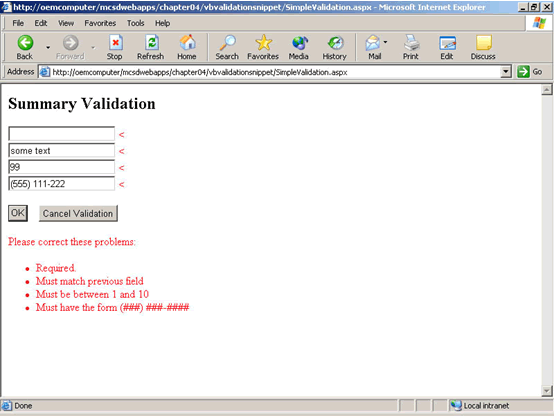 http://oemcomputer/mcsdwebapps/chapter04/vbvalidationsnippet/SimpleValidation.aspx - Microsoft Internet Explorer
File Edit View Favorites Tools Help
Back Forward Stop Refresh Home Search Favorites Media History Mail Print Edit Discuss
Address http://oemcomputer/mcsdwebapps/chapter04/vbvalidationsnippet/SimpleValidation.aspx Go
Summary Validation
<
some text <
99 <
(555) 111-222 <
OK Cancel Validation
Please correct these problems:
• Required.
• Must match previous field
• Must be between 1 and 10
• Must have the form (###) ###-####
Done Local intranet